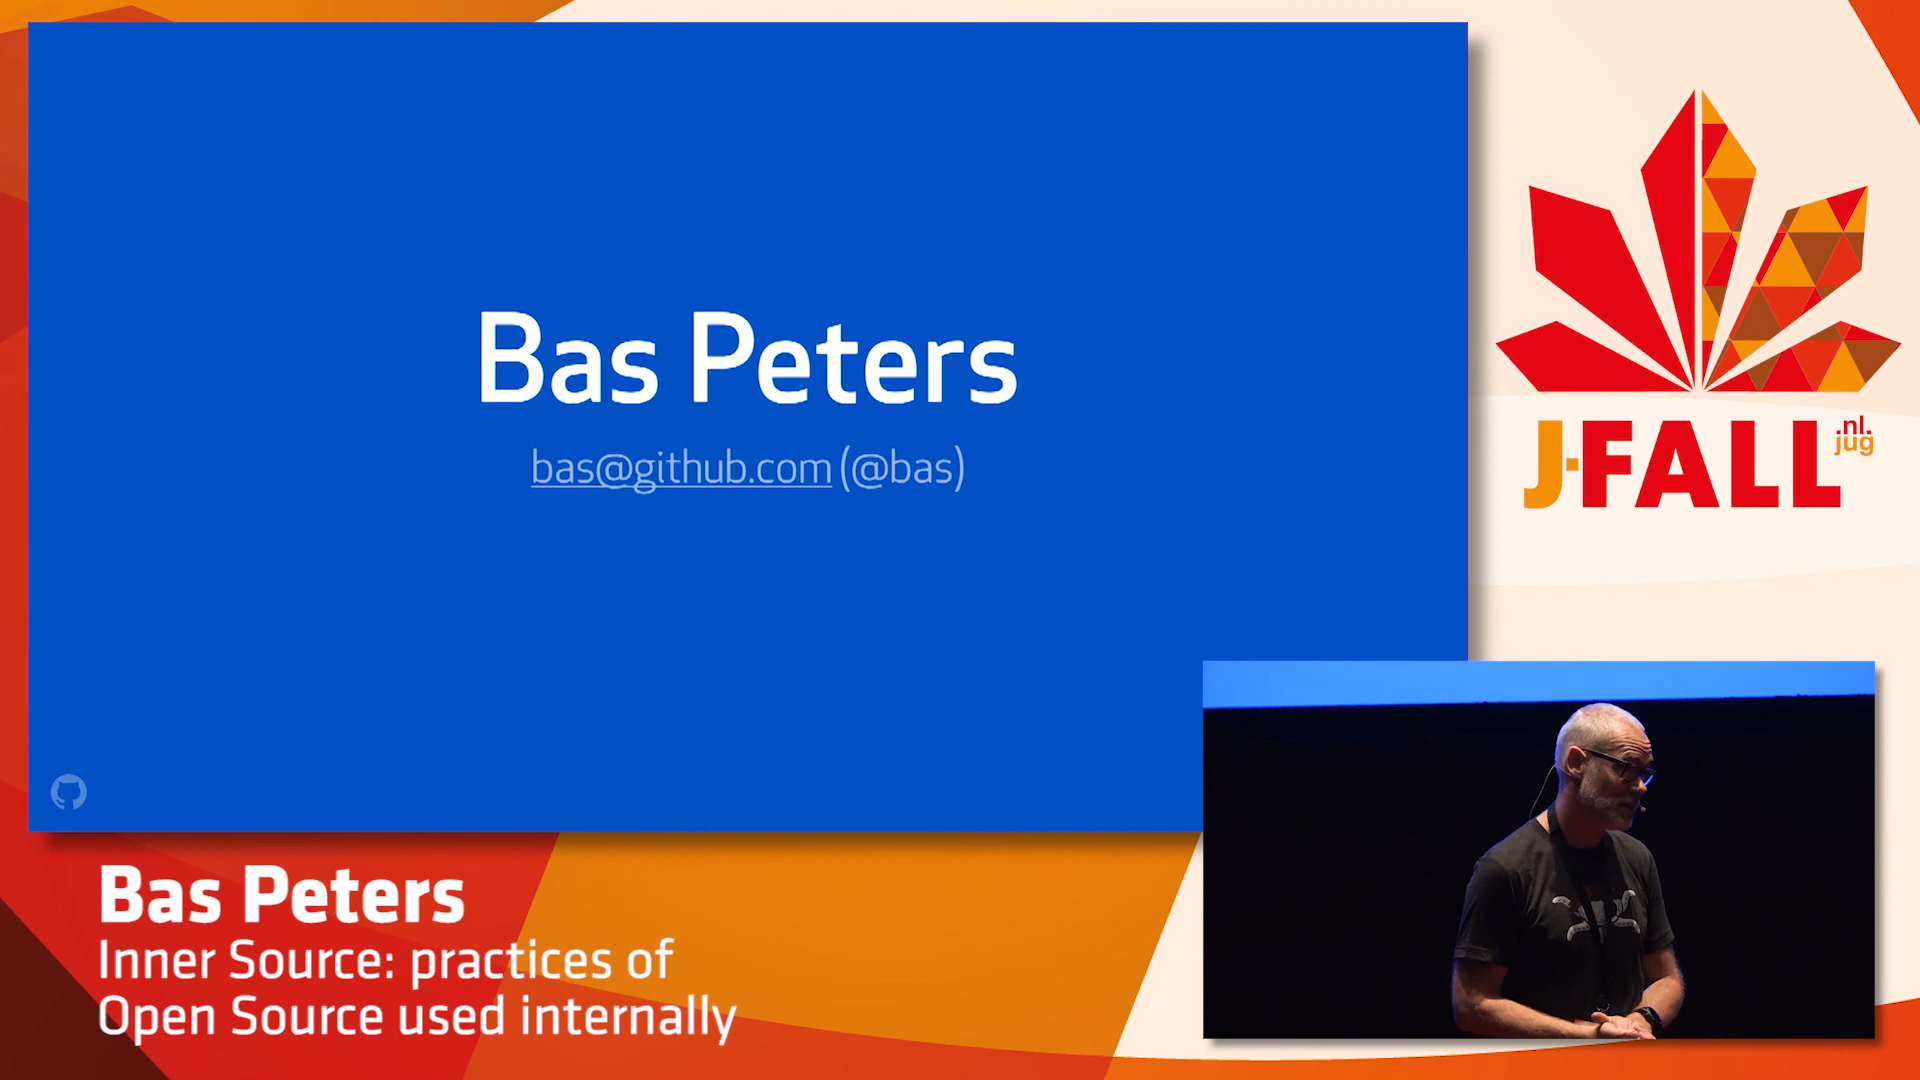 Bas Peters
bas@github.com (@bas)
J-FALL
.nl.
jug
Bas Peters
Inner Source: practices of
Open Source used internally